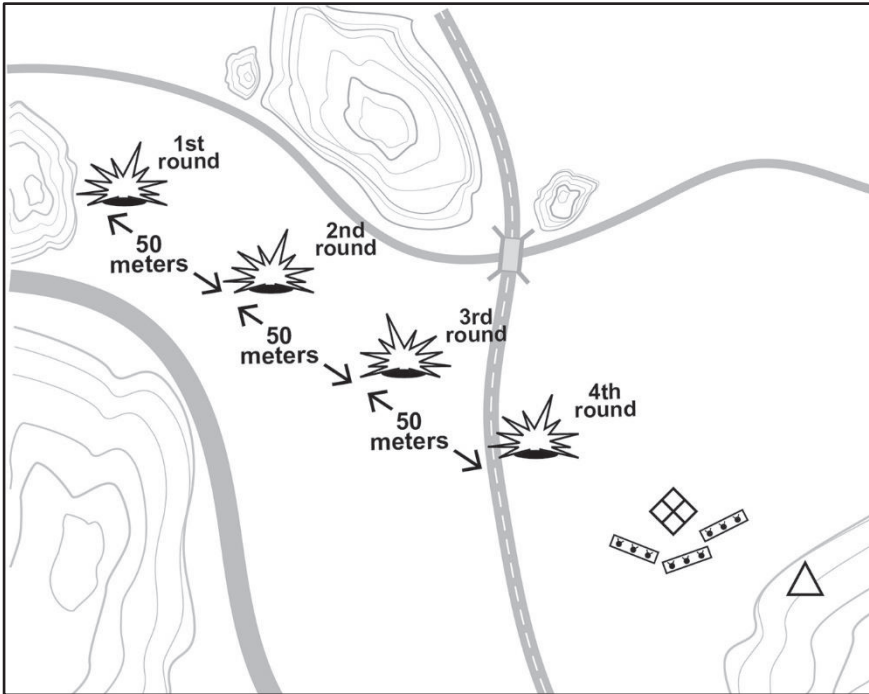 1st
round
50
meters
2nd
round
50
meters
3rd
round
50
meters
4th
round